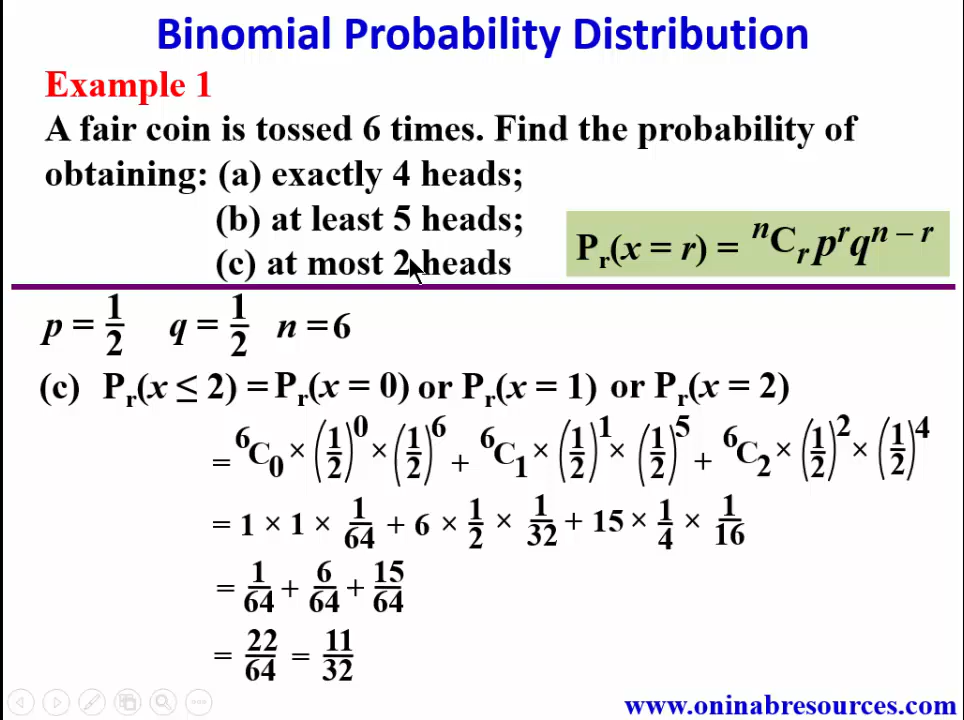 Binomial Probability Distribution
Example 1
A fair coin is tossed 6 times. Find the probability of
obtaining: (a) exactly 4 heads;
(b) at least 5 heads;
(c) at most 2 heads
Pr(x = r) = ⁿCᵣ pʳqⁿ⁻ʳ
p = 1/2 q = 1/2 n = 6
(c) Pr(x ≤ 2) = Pr(x = 0) or Pr(x = 1) or Pr(x = 2)
= ⁶C₀ × (1/2)⁰ × (1/2)⁶ + ⁶C₁ × (1/2)¹ × (1/2)⁵ + ⁶C₂ × (1/2)² × (1/2)⁴
= 1 × 1 × 1/64 + 6 × 1/2 × 1/32 + 15 × 1/4 × 1/16
= 1/64 + 6/64 + 15/64
= 22/64 = 11/32
www.oninabresources.com